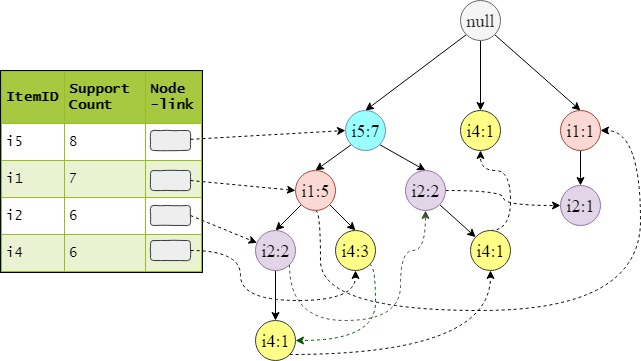 null
ItemID Support Count Node -link
i5 8
i1 7
i2 6
i4 6
i5:7
i4:1
i1:1
i1:5
i2:2
i2:1
i2:2
i4:3
i4:1
i4:1